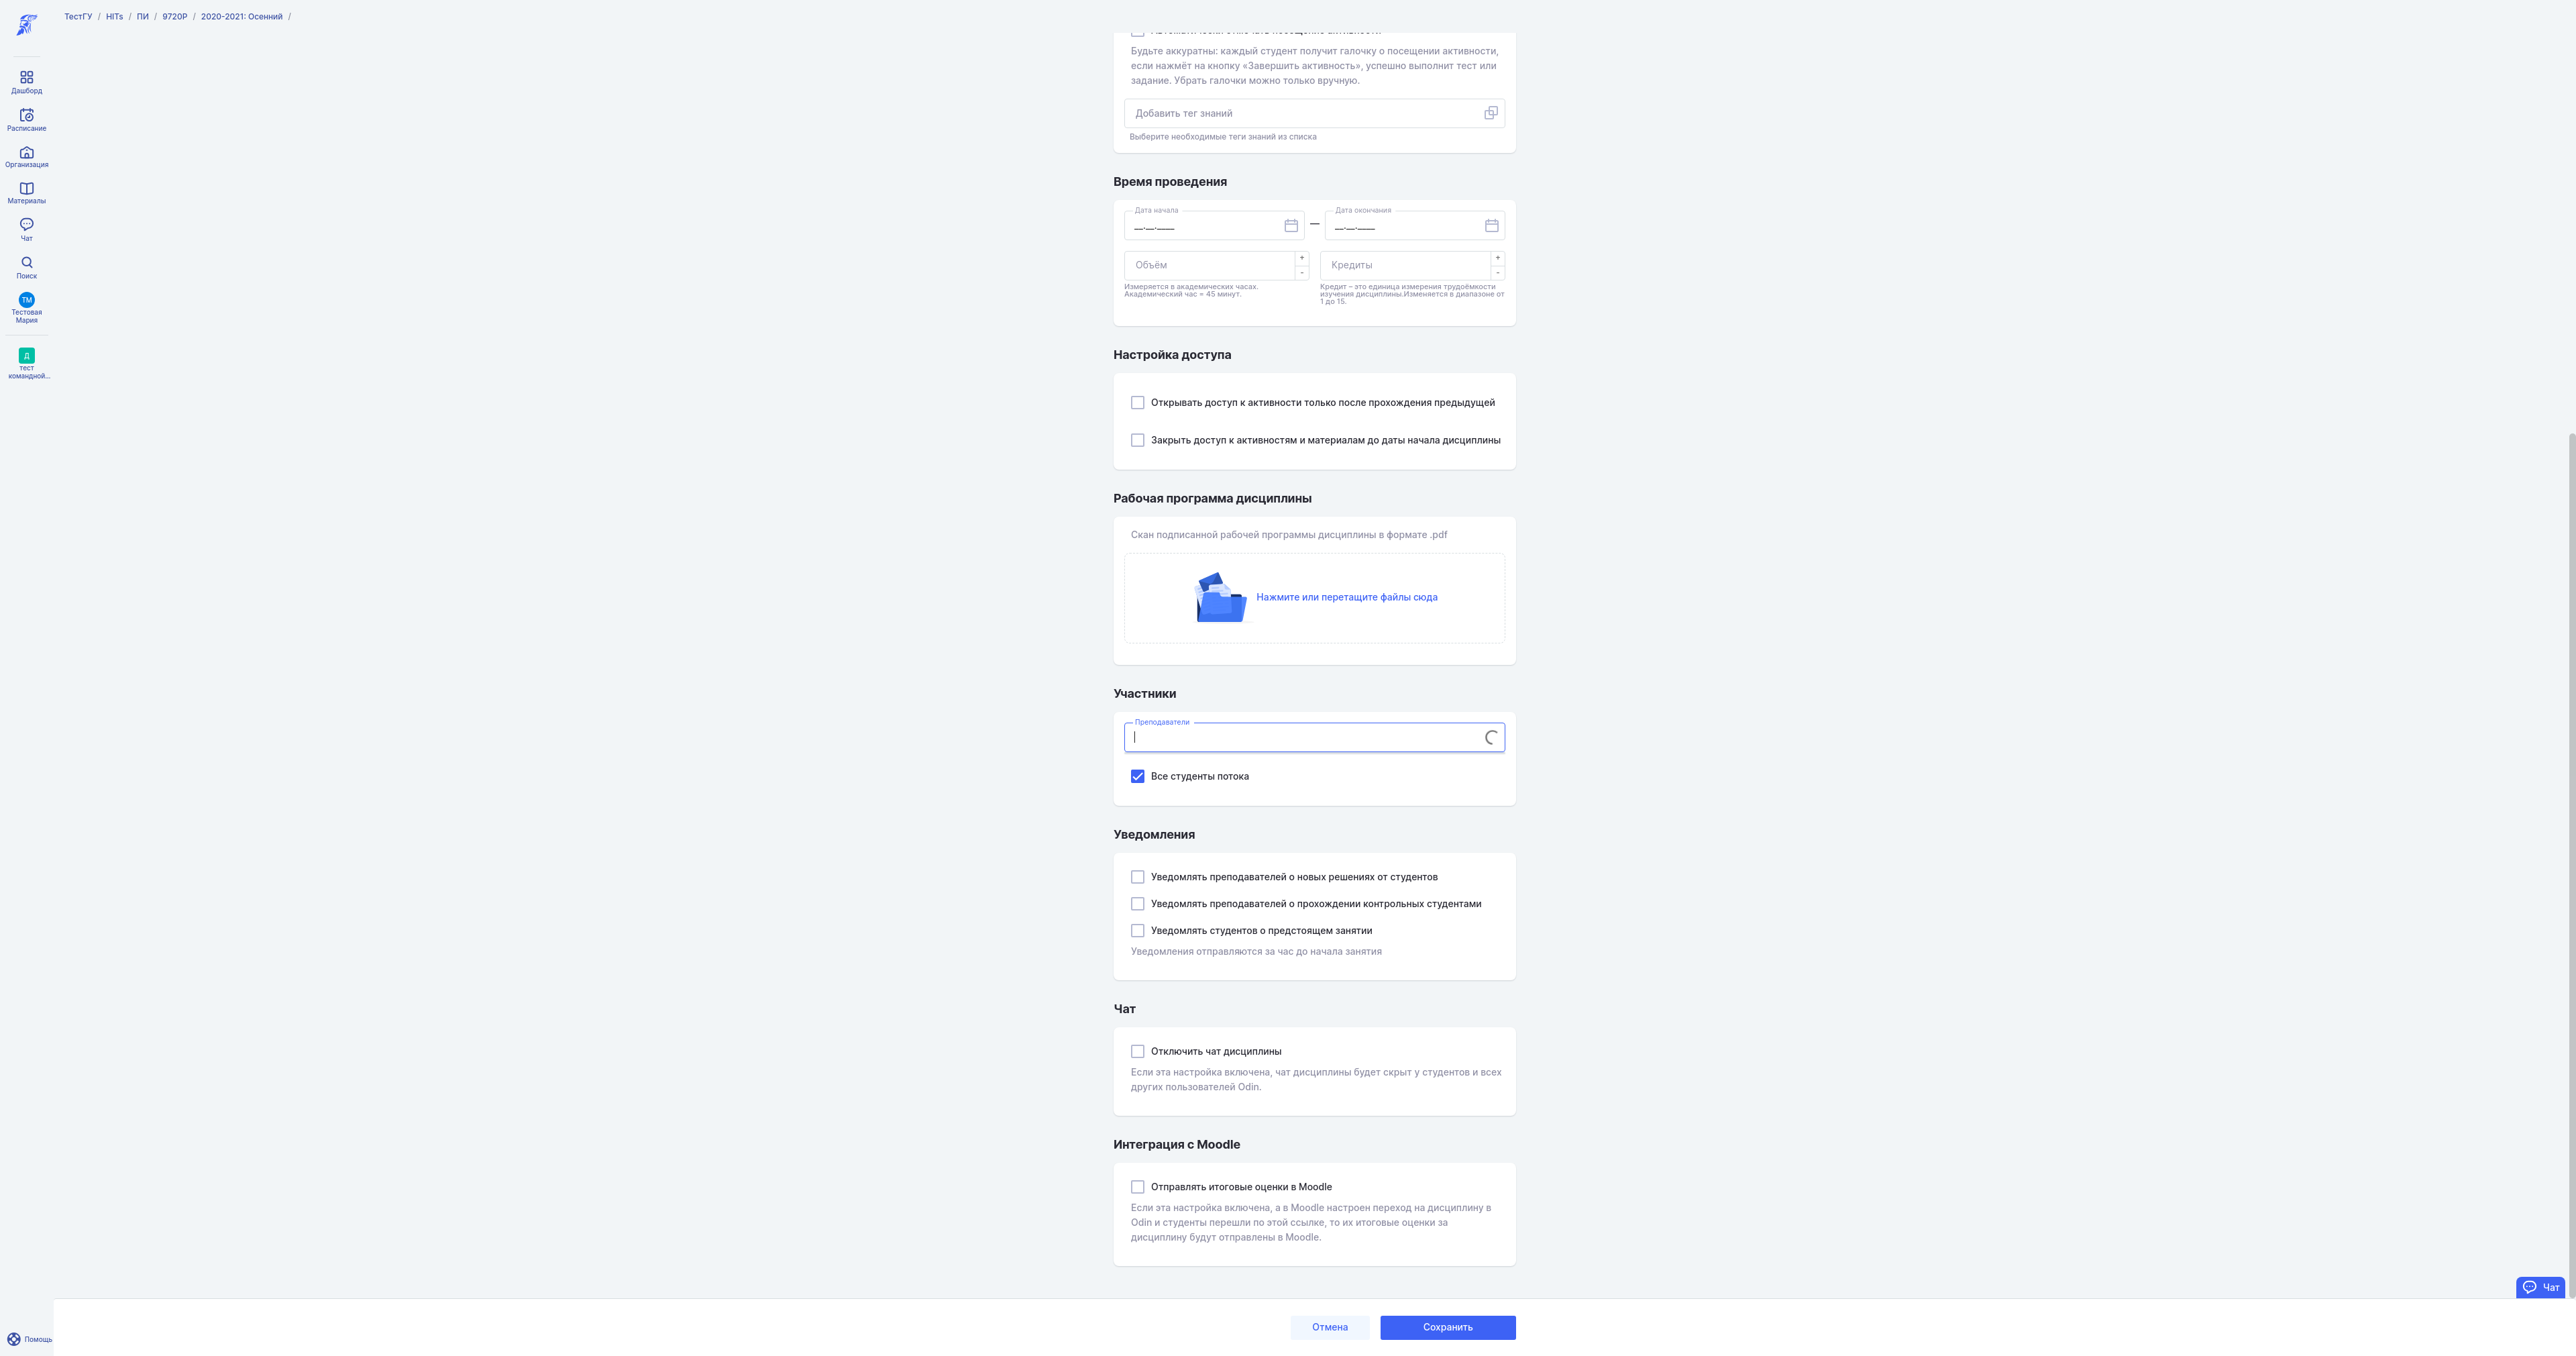 ТестГУ / HITs / ПИ / 9720Р / 2020-2021: Осенний /
Дашборд
Расписание
Организация
Материалы
Чат
Поиск
ТМ
Тестовая
Мария
Д
тест
командной...
Помощь
Будьте аккуратны: каждый студент получит галочку о посещении активности,
если нажмёт на кнопку «Завершить активность», успешно выполнит тест или
задание. Убрать галочки можно только вручную.
Добавить тег знаний
Выберите необходимые теги знаний из списка
Время проведения
Дата начала
__.__.____
—
Дата окончания
__.__.____
Объём
+
-
Измеряется в академических часах.
Академический час = 45 минут.
Кредиты
+
-
Кредит – это единица измерения трудоёмкости
изучения дисциплины.Изменяется в диапазоне от
1 до 15.
Настройка доступа
Открывать доступ к активности только после прохождения предыдущей
Закрыть доступ к активностям и материалам до даты начала дисциплины
Рабочая программа дисциплины
Скан подписанной рабочей программы дисциплины в формате .pdf
Нажмите или перетащите файлы сюда
Участники
Преподаватели
Все студенты потока
Уведомления
Уведомлять преподавателей о новых решениях от студентов
Уведомлять преподавателей о прохождении контрольных студентами
Уведомлять студентов о предстоящем занятии
Уведомления отправляются за час до начала занятия
Чат
Отключить чат дисциплины
Если эта настройка включена, чат дисциплины будет скрыт у студентов и всех
других пользователей Odin.
Интеграция с Moodle
Отправлять итоговые оценки в Moodle
Если эта настройка включена, а в Moodle настроен переход на дисциплину в
Odin и студенты перешли по этой ссылке, то их итоговые оценки за
дисциплину будут отправлены в Moodle.
Чат
Отмена
Сохранить